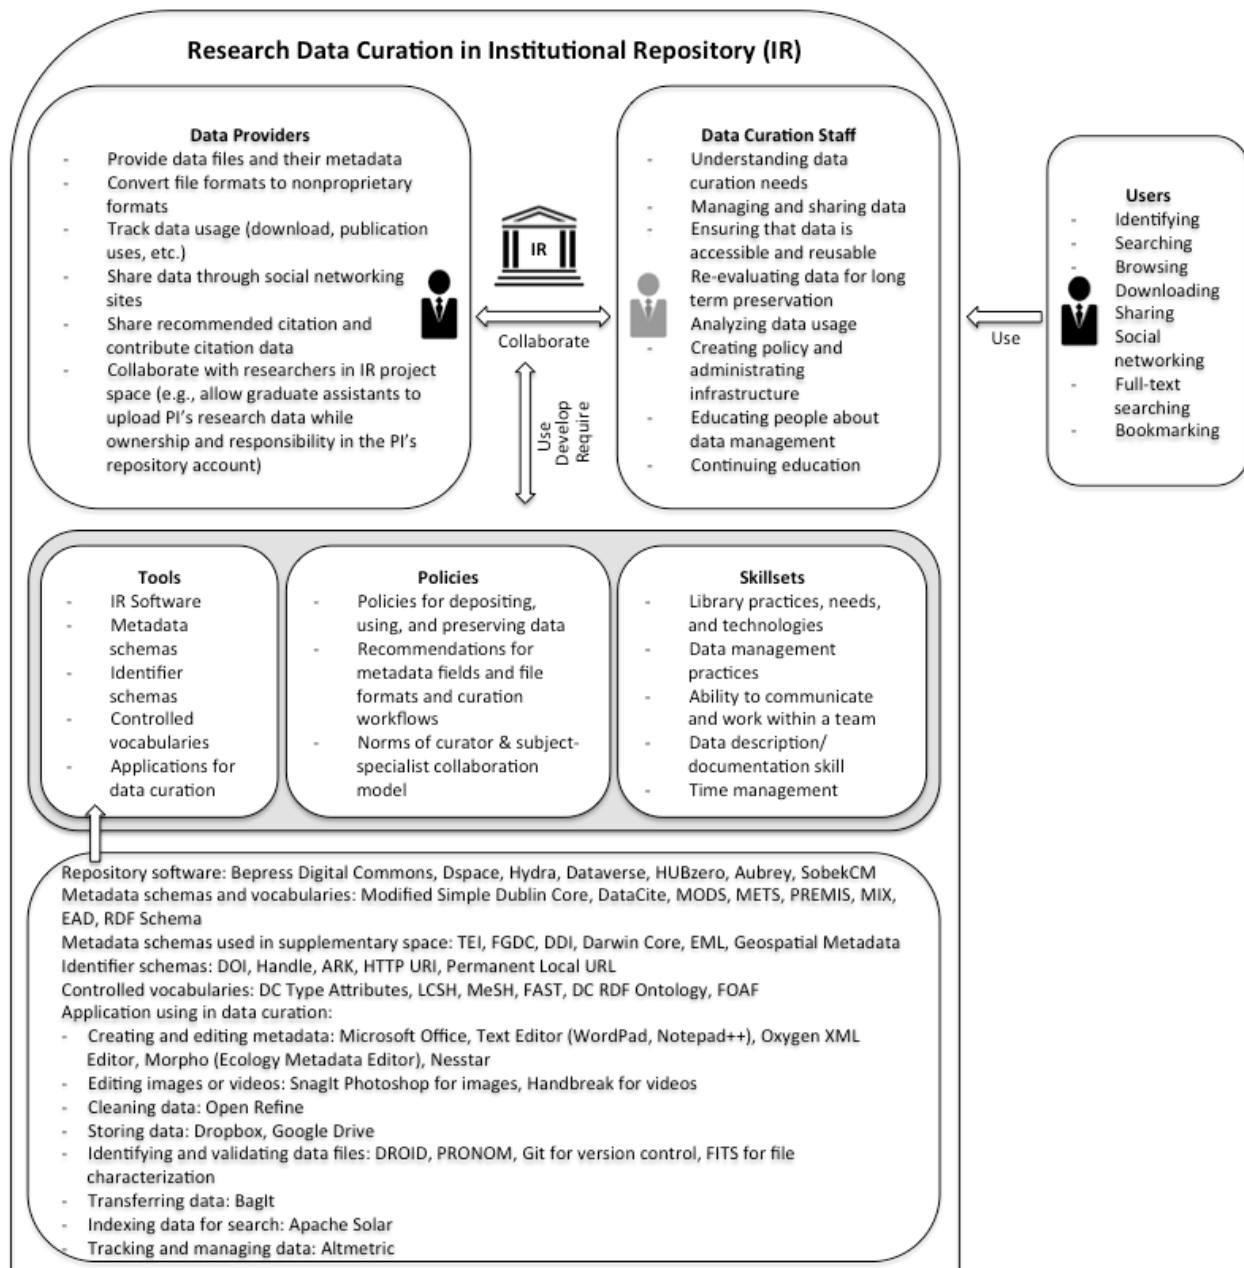 Research Data Curation in Institutional Repository (IR)
Data Providers
- Provide data files and their metadata
- Convert file formats to nonproprietary
formats
- Track data usage (download, publication
uses, etc.)
- Share data through social networking
sites
- Share recommended citation and
contribute citation data
- Collaborate with researchers in IR project
space (e.g., allow graduate assistants to
upload PI's research data while
ownership and responsibility in the PI's
repository account)
IR
Collaborate
Use
Develop
Require
Data Curation Staff
- Understanding data
curation needs
- Managing and sharing data
- Ensuring that data is
accessible and reusable
- Re-evaluating data for long
term preservation
- Analyzing data usage
- Creating policy and
administrating
infrastructure
- Educating people about
data management
- Continuing education
Use
Users
- Identifying
- Searching
- Browsing
- Downloading
- Sharing
- Social
networking
- Full-text
searching
- Bookmarking
Tools
- IR Software
- Metadata
schemas
- Identifier
schemas
- Controlled
vocabularies
- Applications for
data curation
Policies
- Policies for depositing,
using, and preserving data
- Recommendations for
metadata fields and file
formats and curation
workflows
- Norms of curator & subject-
specialist collaboration
model
Skillsets
- Library practices, needs,
and technologies
- Data management
practices
- Ability to communicate
and work within a team
- Data description/
documentation skill
- Time management
Repository software: Bepress Digital Commons, Dspace, Hydra, Dataverse, HUBzero, Aubrey, SobekCM
Metadata schemas and vocabularies: Modified Simple Dublin Core, DataCite, MODS, METS, PREMIS, MIX,
EAD, RDF Schema
Metadata schemas used in supplementary space: TEI, FGDC, DDI, Darwin Core, EML, Geospatial Metadata
Identifier schemas: DOI, Handle, ARK, HTTP URI, Permanent Local URL
Controlled vocabularies: DC Type Attributes, LCSH, MeSH, FAST, DC RDF Ontology, FOAF
Application using in data curation:
- Creating and editing metadata: Microsoft Office, Text Editor (WordPad, Notepad++), Oxygen XML
Editor, Morpho (Ecology Metadata Editor), Nesstar
- Editing images or videos: SnagIt Photoshop for images, Handbreak for videos
- Cleaning data: Open Refine
- Storing data: Dropbox, Google Drive
- Identifying and validating data files: DROID, PRONOM, Git for version control, FITS for file
characterization
- Transferring data: BagIt
- Indexing data for search: Apache Solar
- Tracking and managing data: Altmetric